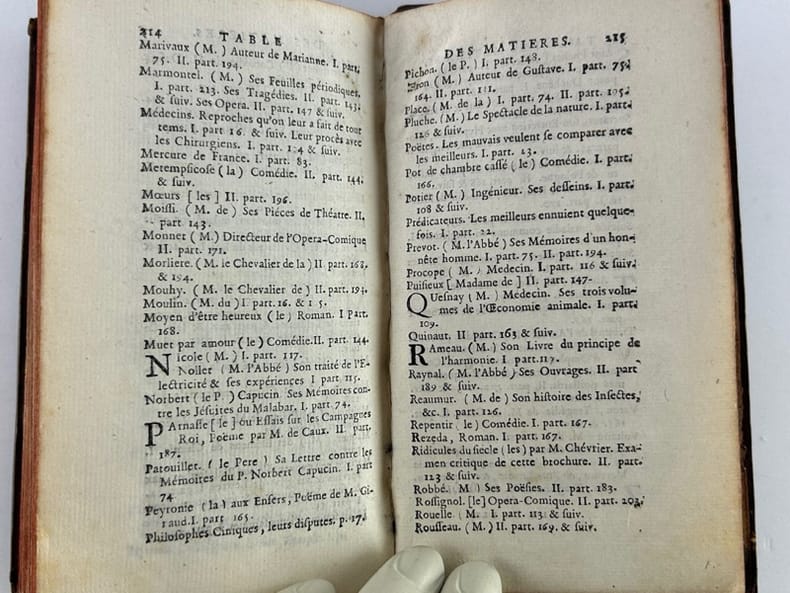 214 TABLE
Marivaux (M.) Auteur de Marianne. I. part.
75. II. part. 194.
Marmontel. (M.) Ses Feuilles périodiques.
I. part. 213. Ses Tragédies. II. part. 143.
& suiv. Ses Opera. II. part. 147 & suiv.
Médecins. Reproches qu'on leur a fait de tout
tems. I. part 16. & suiv. Leur procès avec
les Chirurgiens. I. part. & suiv.
Mercure de France. I. part. 83.
Metempsicose (la) Comédie. II. part. 144.
& suiv.
Mœurs [les] II. part. 196.
Moissi. (M. de) Ses Piéces de Théatre. II.
part 143.
Monnet (M.) Directeur de l'Opera-Comique
II. part. 171.
Morliere. (M. le Chevalier de la) II. part. 168.
& 194.
Mouhy. (M. le Chevalier de) II. part. 193.
Moulin. (M. du) I. part. 16. &
Moyen d'être heureux (le) Roman. I Part.
168.
Muet par amour (le) Comédie. II. part. 144.
Nicole (M.) I. part. 117.
Nollet (M. l'Abbé) Son traité de l'E-
lectricité & ses expériences I part 115.
Norbert (le P.) Capucin. Ses Mémoires con-
tre les Jésuites du Malabar. I. part. 74.
PArnasse [le] ou Essais sur les Campagnes
Roi, Poëme par M. de Caux. II. part.
187.
Patouillet. (le Pere) Sa Lettre contre les
Mémoires du P. Norbert Capucin. I. part
74
Peyronie (la) aux Enfers, Poëme de M. Gi-
raud. I. part 165.
Philosophes Ciniques, leurs disputes. p. 17.
DES MATIERES. 215
Pichon. (le P.) I. part. 148.
Piron (M.) Auteur de Gustave. I. part. 75.
164. II. part. 111.
Place. (M. de la) I. part. 74. II. part. 105.
Pluche. (M.) Le Spectacle de la nature. I. part.
126 & suiv.
Poëtes. Les mauvais veulent se comparer avec
les meilleurs. I. part. 23.
Pot de chambre cassé (le) Comédie. I. part.
166.
Potier (M.) Ingénieur. Ses desseins. I. part.
108 & suiv.
Prédicateurs. Les meilleurs ennuient quelque-
fois. I. part. 22.
Prevot. (M. l'Abbé) Ses Mémoires d'un hon-
nête homme. I. part. 75. II. part. 194.
Procope (M.) Medecin. I. part. 116 & suiv.
Puisieux [Madame de] II. part. 147.
QUesnay (M.) Médecin. Ses trois volu-
mes de l'Œconomie animale. I. part.
109.
Quinaut. II part. 163 & suiv.
RAmeau. (M.) Son Livre du principe de
l'harmonie. I. part. 117.
Raynal. (M. l'Abbé) Ses Ouvrages. II. part
189 & suiv.
Reaumur. (M. de) Son histoire des Insectes,
&c. I. part. 126.
Repentir (le) Comédie. I. part. 167.
Rezeda, Roman. I. part. 167.
Ridicules du siecle (les) par M. Chévrier. Exa-
men critique de cette brochure. II. part.
123 & suiv.
Robbé. (M.) Ses Poësies. II. part. 183.
Rossignol. [le] Opera-Comique. II. part. 203.
Rouelle. (M.) I. part. 113 & suiv.
Rousseau. (M.) II. part. 169. & suiv.